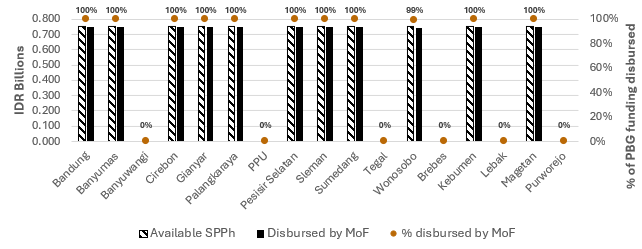 100% 100% 0% 100% 100% 100% 0% 100% 100% 100% 0% 99% 0% 100% 0% 100% 0%
0.800 100%
0.700
0.600 80%
0.500 60%
0.400
0.300 40%
0.200 20%
0.100
0.000 0%
IDR Billions
% of PBG funding disbursed
Bandung
Banyumas
Banyuwangi
Cirebon
Gianyar
Palangkaraya
PPU
Pesisir Selatan
Sleman
Sumedang
Tegal
Wonosobo
Brebes
Kebumen
Lebak
Magetan
Purworejo
Available SPPh Disbursed by MoF % disbursed by MoF